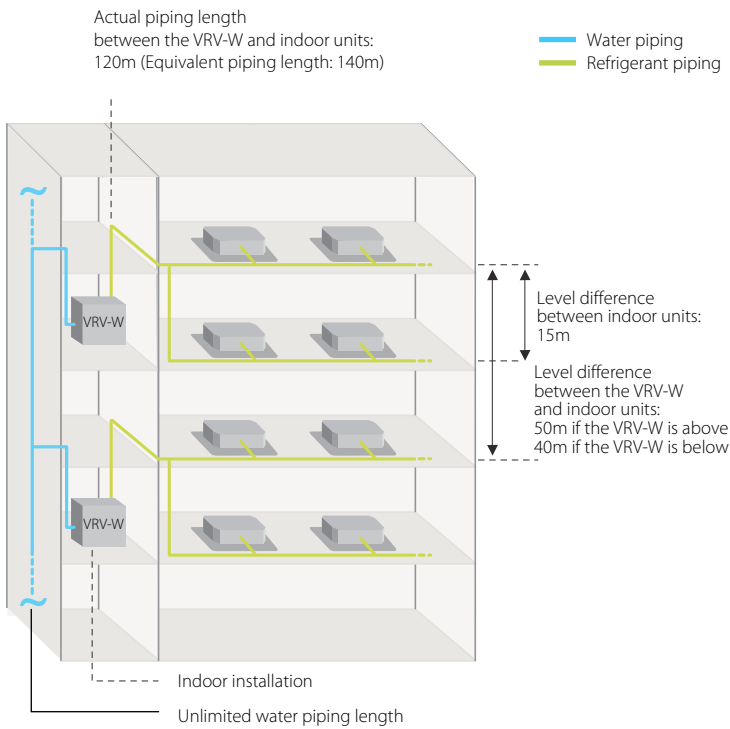 Actual piping length
between the VRV-W and indoor units:
120m (Equivalent piping length: 140m)
Water piping
Refrigerant piping
VRV-W
Level difference
between indoor units:
15m
Level difference
between the VRV-W
and indoor units:
50m if the VRV-W is above
40m if the VRV-W is below
VRV-W
Indoor installation
Unlimited water piping length